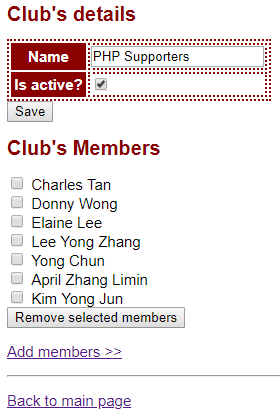 Club's details
Name PHP Supporters
Is active?
Save
Club's Members
Charles Tan
Donny Wong
Elaine Lee
Lee Yong Zhang
Yong Chun
April Zhang Limin
Kim Yong Jun
Remove selected members
Add members >>
Back to main page